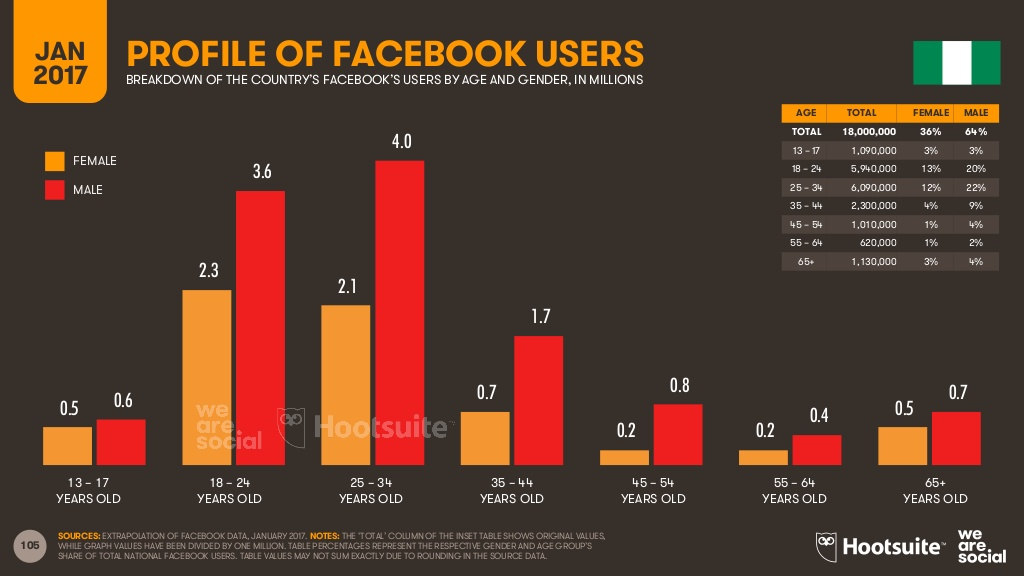 JAN
2017
PROFILE OF FACEBOOK USERS
BREAKDOWN OF THE COUNTRY'S FACEBOOK'S USERS BY AGE AND GENDER, IN MILLIONS
FEMALE
MALE
AGE TOTAL FEMALE MALE
TOTAL 18,000,000 36% 64%
13 – 17 1,090,000 3% 3%
18 – 24 5,940,000 13% 20%
25 – 34 6,090,000 12% 22%
35 – 44 2,300,000 4% 9%
45 – 54 1,010,000 1% 4%
55 – 64 620,000 1% 2%
65+ 1,130,000 3% 4%
0.5 0.6 2.3 3.6 2.1 4.0 0.7 1.7 0.2 0.8 0.2 0.4 0.5 0.7
we
are
social
Hootsuite™
13 – 17 18 – 24 25 – 34 35 – 44 45 – 54 55 – 64 65+
YEARS OLD YEARS OLD YEARS OLD YEARS OLD YEARS OLD YEARS OLD YEARS OLD
105
SOURCES: EXTRAPOLATION OF FACEBOOK DATA, JANUARY 2017. NOTES: THE 'TOTAL' COLUMN OF THE INSET TABLE SHOWS ORIGINAL VALUES,
WHILE GRAPH VALUES HAVE BEEN DIVIDED BY ONE MILLION. TABLE PERCENTAGES REPRESENT THE RESPECTIVE GENDER AND AGE GROUP'S
SHARE OF TOTAL NATIONAL FACEBOOK USERS. TABLE VALUES MAY NOT SUM EXACTLY DUE TO ROUNDING IN THE SOURCE DATA.
Hootsuite™
we
are
social